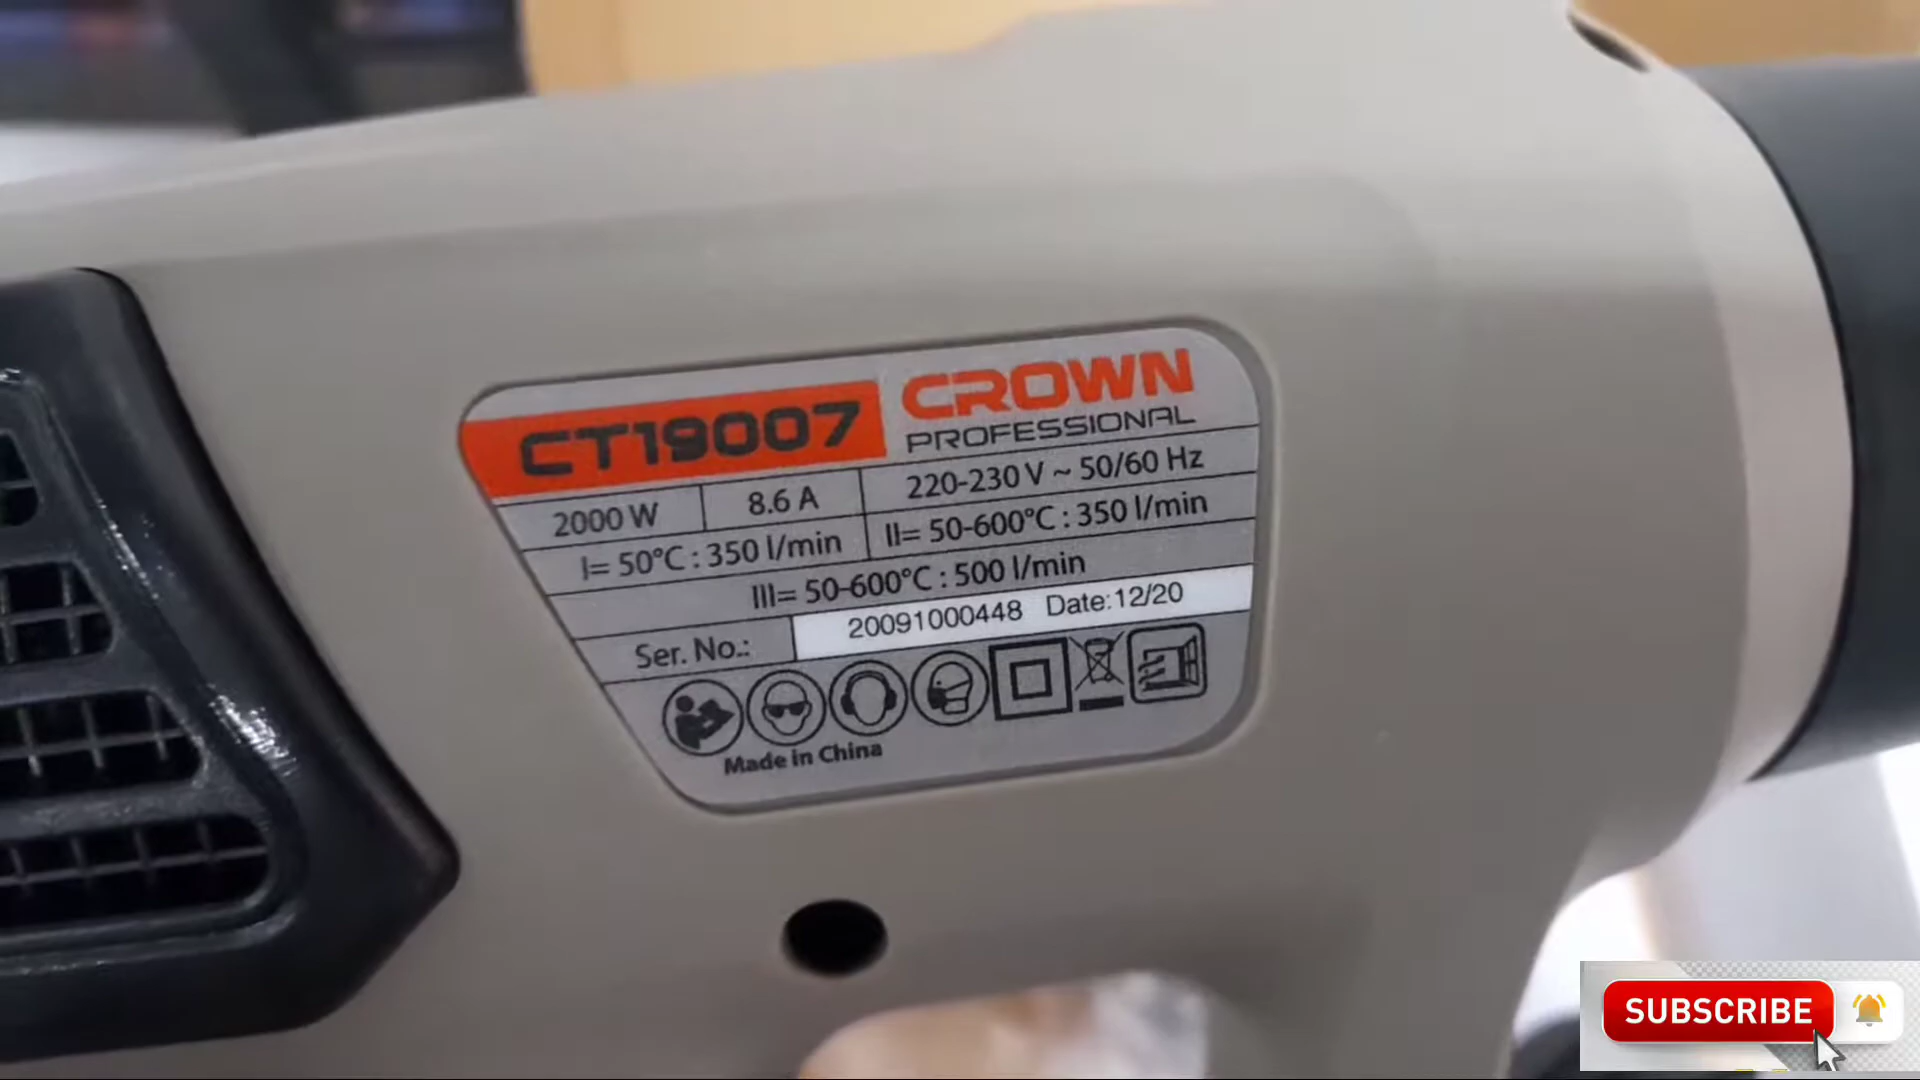 CT19007
CROWN
PROFESSIONAL
2000 W
8.6 A
220-230 V ~ 50/60 Hz
I= 50°C : 350 l/min
II= 50-600°C : 350 l/min
III= 50-600°C : 500 l/min
Ser. No.:
20091000448 Date:12/20
Made in China
SUBSCRIBE